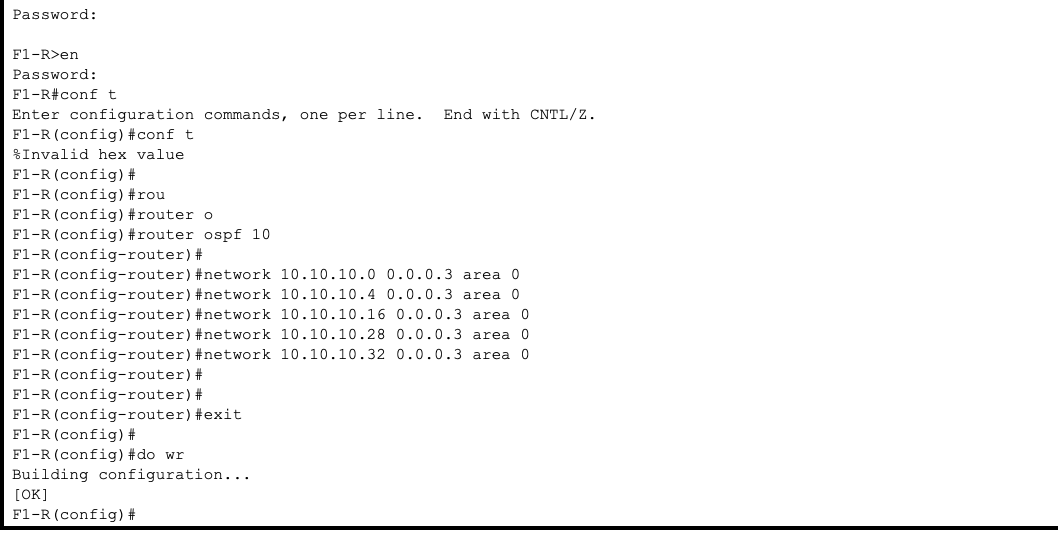 Password:
F1-R>en
Password:
F1-R#conf t
Enter configuration commands, one per line.  End with CNTL/Z.
F1-R(config)#conf t
%Invalid hex value
F1-R(config)#
F1-R(config)#rou
F1-R(config)#router o
F1-R(config)#router ospf 10
F1-R(config-router)#
F1-R(config-router)#network 10.10.10.0 0.0.0.3 area 0
F1-R(config-router)#network 10.10.10.4 0.0.0.3 area 0
F1-R(config-router)#network 10.10.10.16 0.0.0.3 area 0
F1-R(config-router)#network 10.10.10.28 0.0.0.3 area 0
F1-R(config-router)#network 10.10.10.32 0.0.0.3 area 0
F1-R(config-router)#
F1-R(config-router)#
F1-R(config-router)#exit
F1-R(config)#
F1-R(config)#do wr
Building configuration...
[OK]
F1-R(config)#